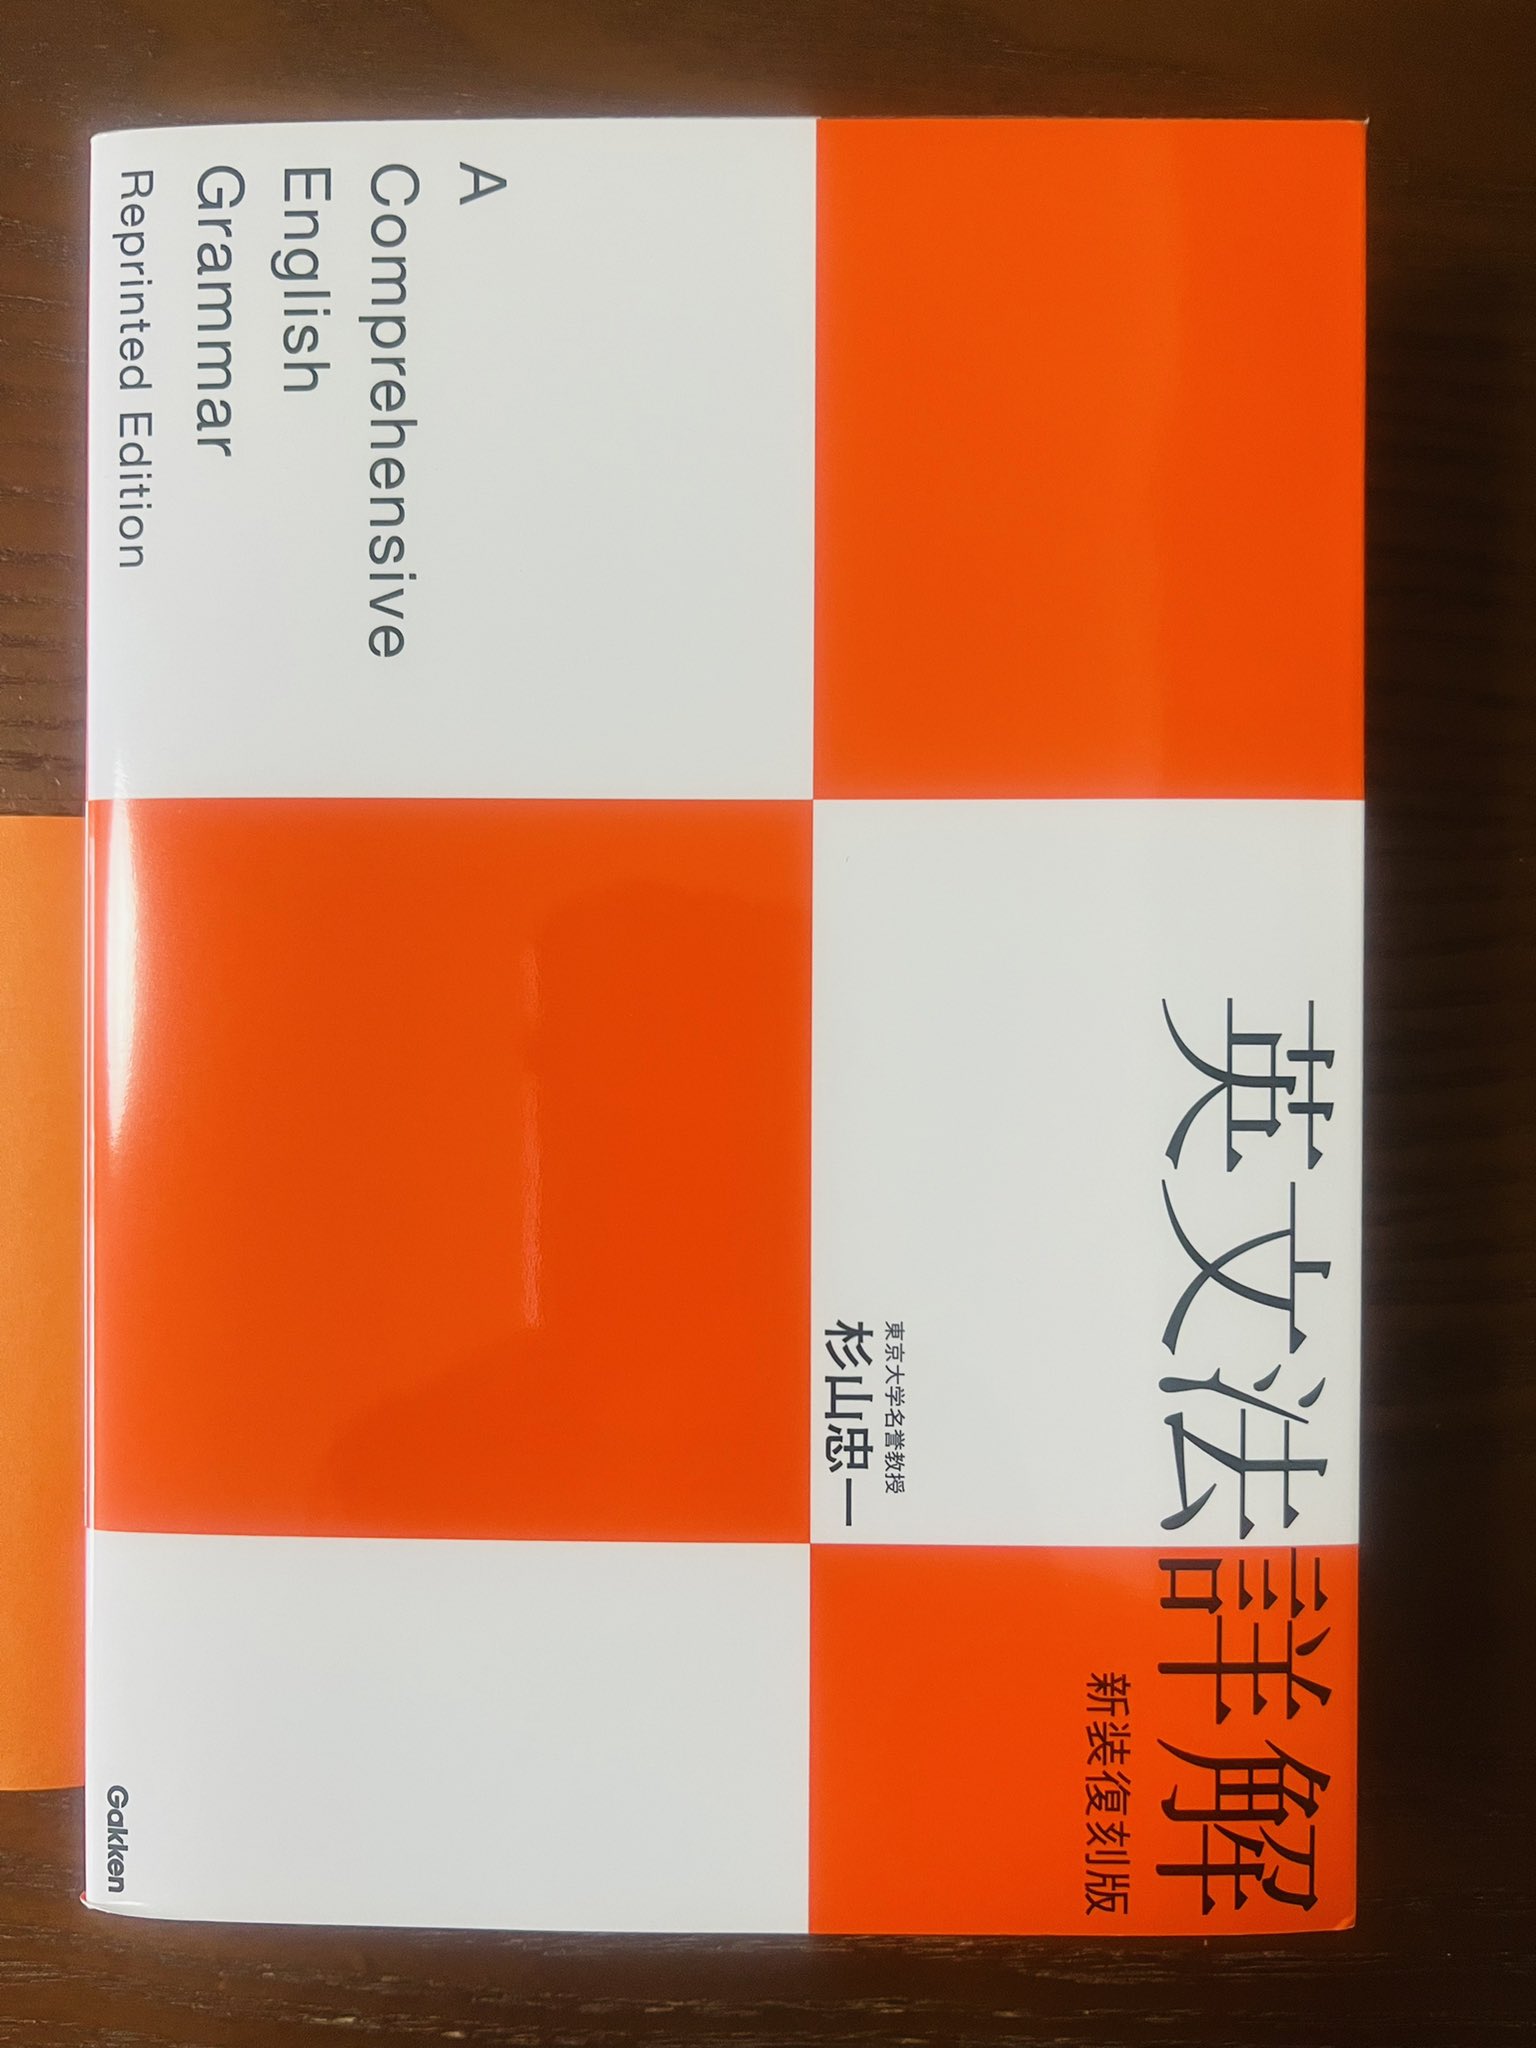 英文法詳解
新装復刻版
東京大学名誉教授
杉山忠一
A
Comprehensive
English
Grammar
Reprinted Edition
Gakken